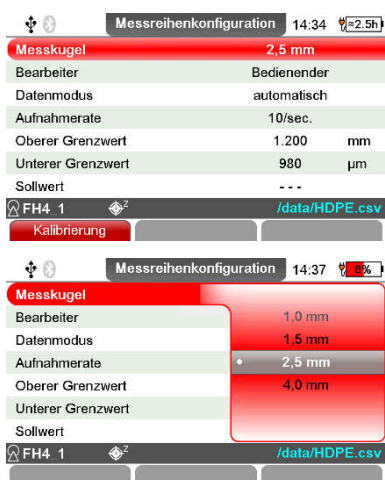 Messreihenkonfiguration 14:34 ≈2.5h
Messkugel 2,5 mm
Bearbeiter Bedienender
Datenmodus automatisch
Aufnahmerate 10/sec.
Oberer Grenzwert 1.200 mm
Unterer Grenzwert 980 µm
Sollwert - - -
FH4_1 Z /data/HDPE.csv
Kalibrierung
Messreihenkonfiguration 14:37 8%
Messkugel
Bearbeiter 1,0 mm
Datenmodus 1,5 mm
Aufnahmerate 2,5 mm
Oberer Grenzwert 4,0 mm
Unterer Grenzwert
Sollwert
FH4_1 Z /data/HDPE.csv